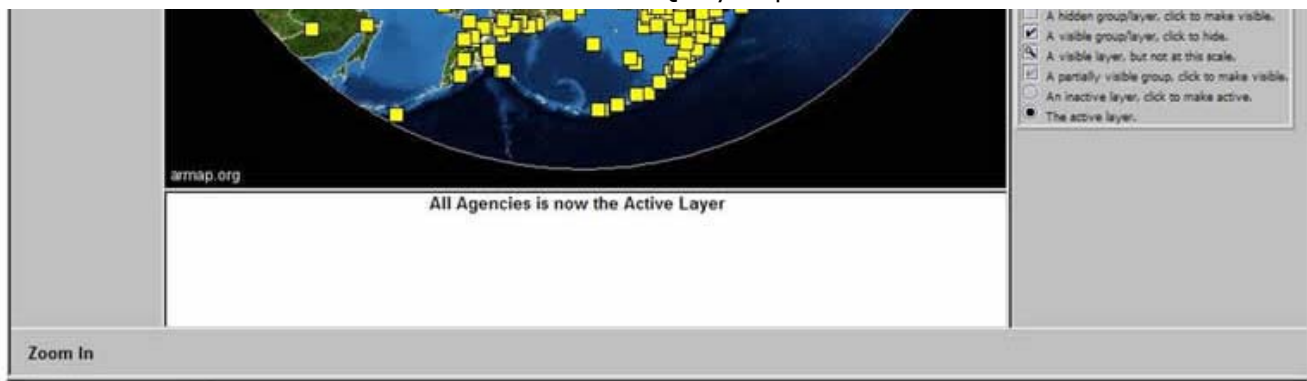 A hidden group/layer, click to make visible.
A visible group/layer, click to hide.
A visible layer, but not at this scale.
A partially visible group, click to make visible.
An inactive layer, click to make active.
The active layer.
armap.org
All Agencies is now the Active Layer
Zoom In